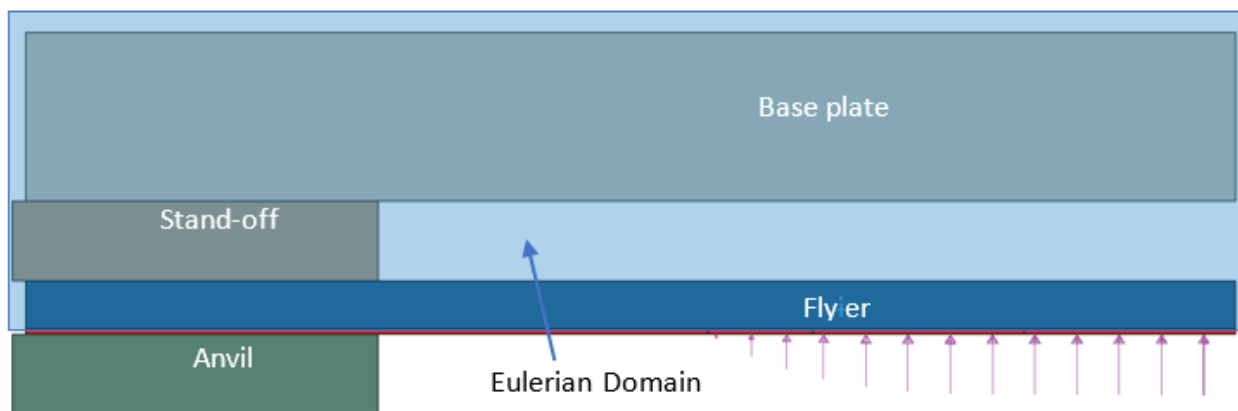 Base plate
Stand-off
Flyier
Anvil
Eulerian Domain